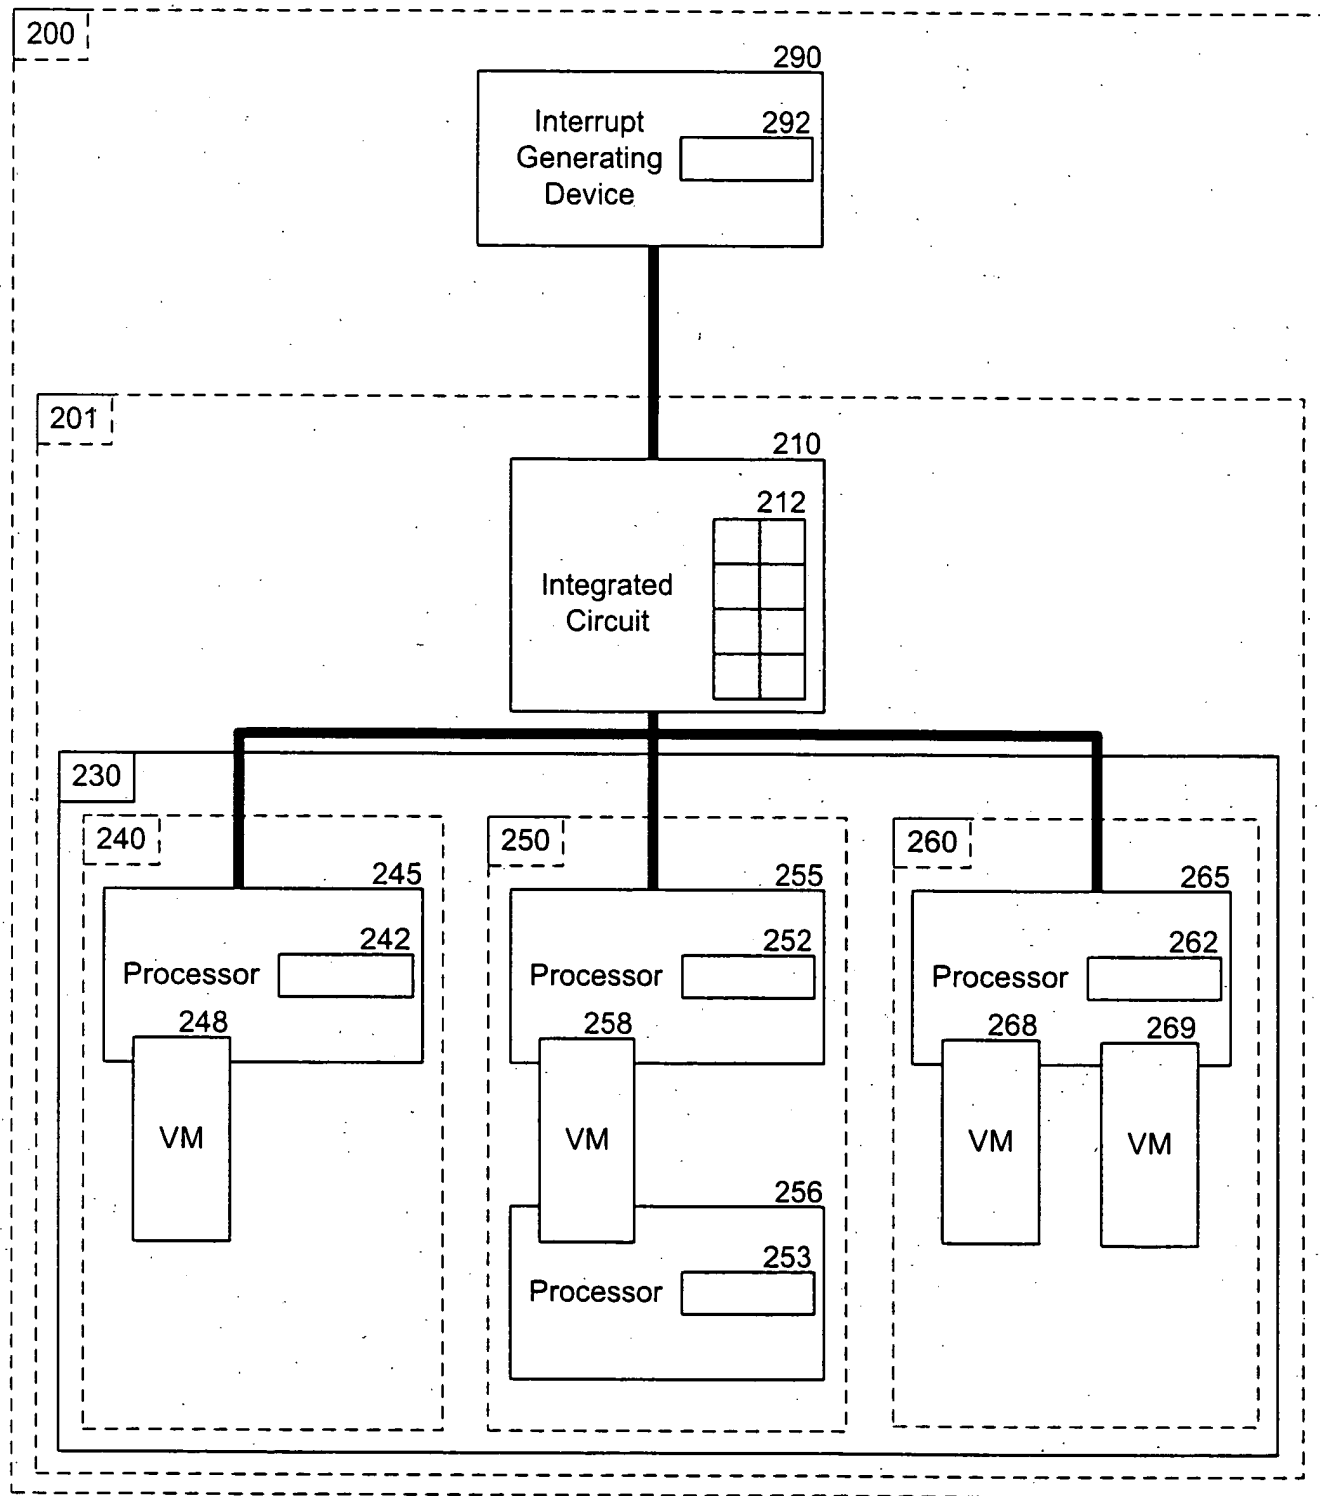 200
290
Interrupt
Generating
Device
292
201
210
212
Integrated
Circuit
230
240
250
260
245
255
265
242
252
262
Processor
Processor
Processor
248
258
268
269
VM
VM
VM
VM
256
253
Processor